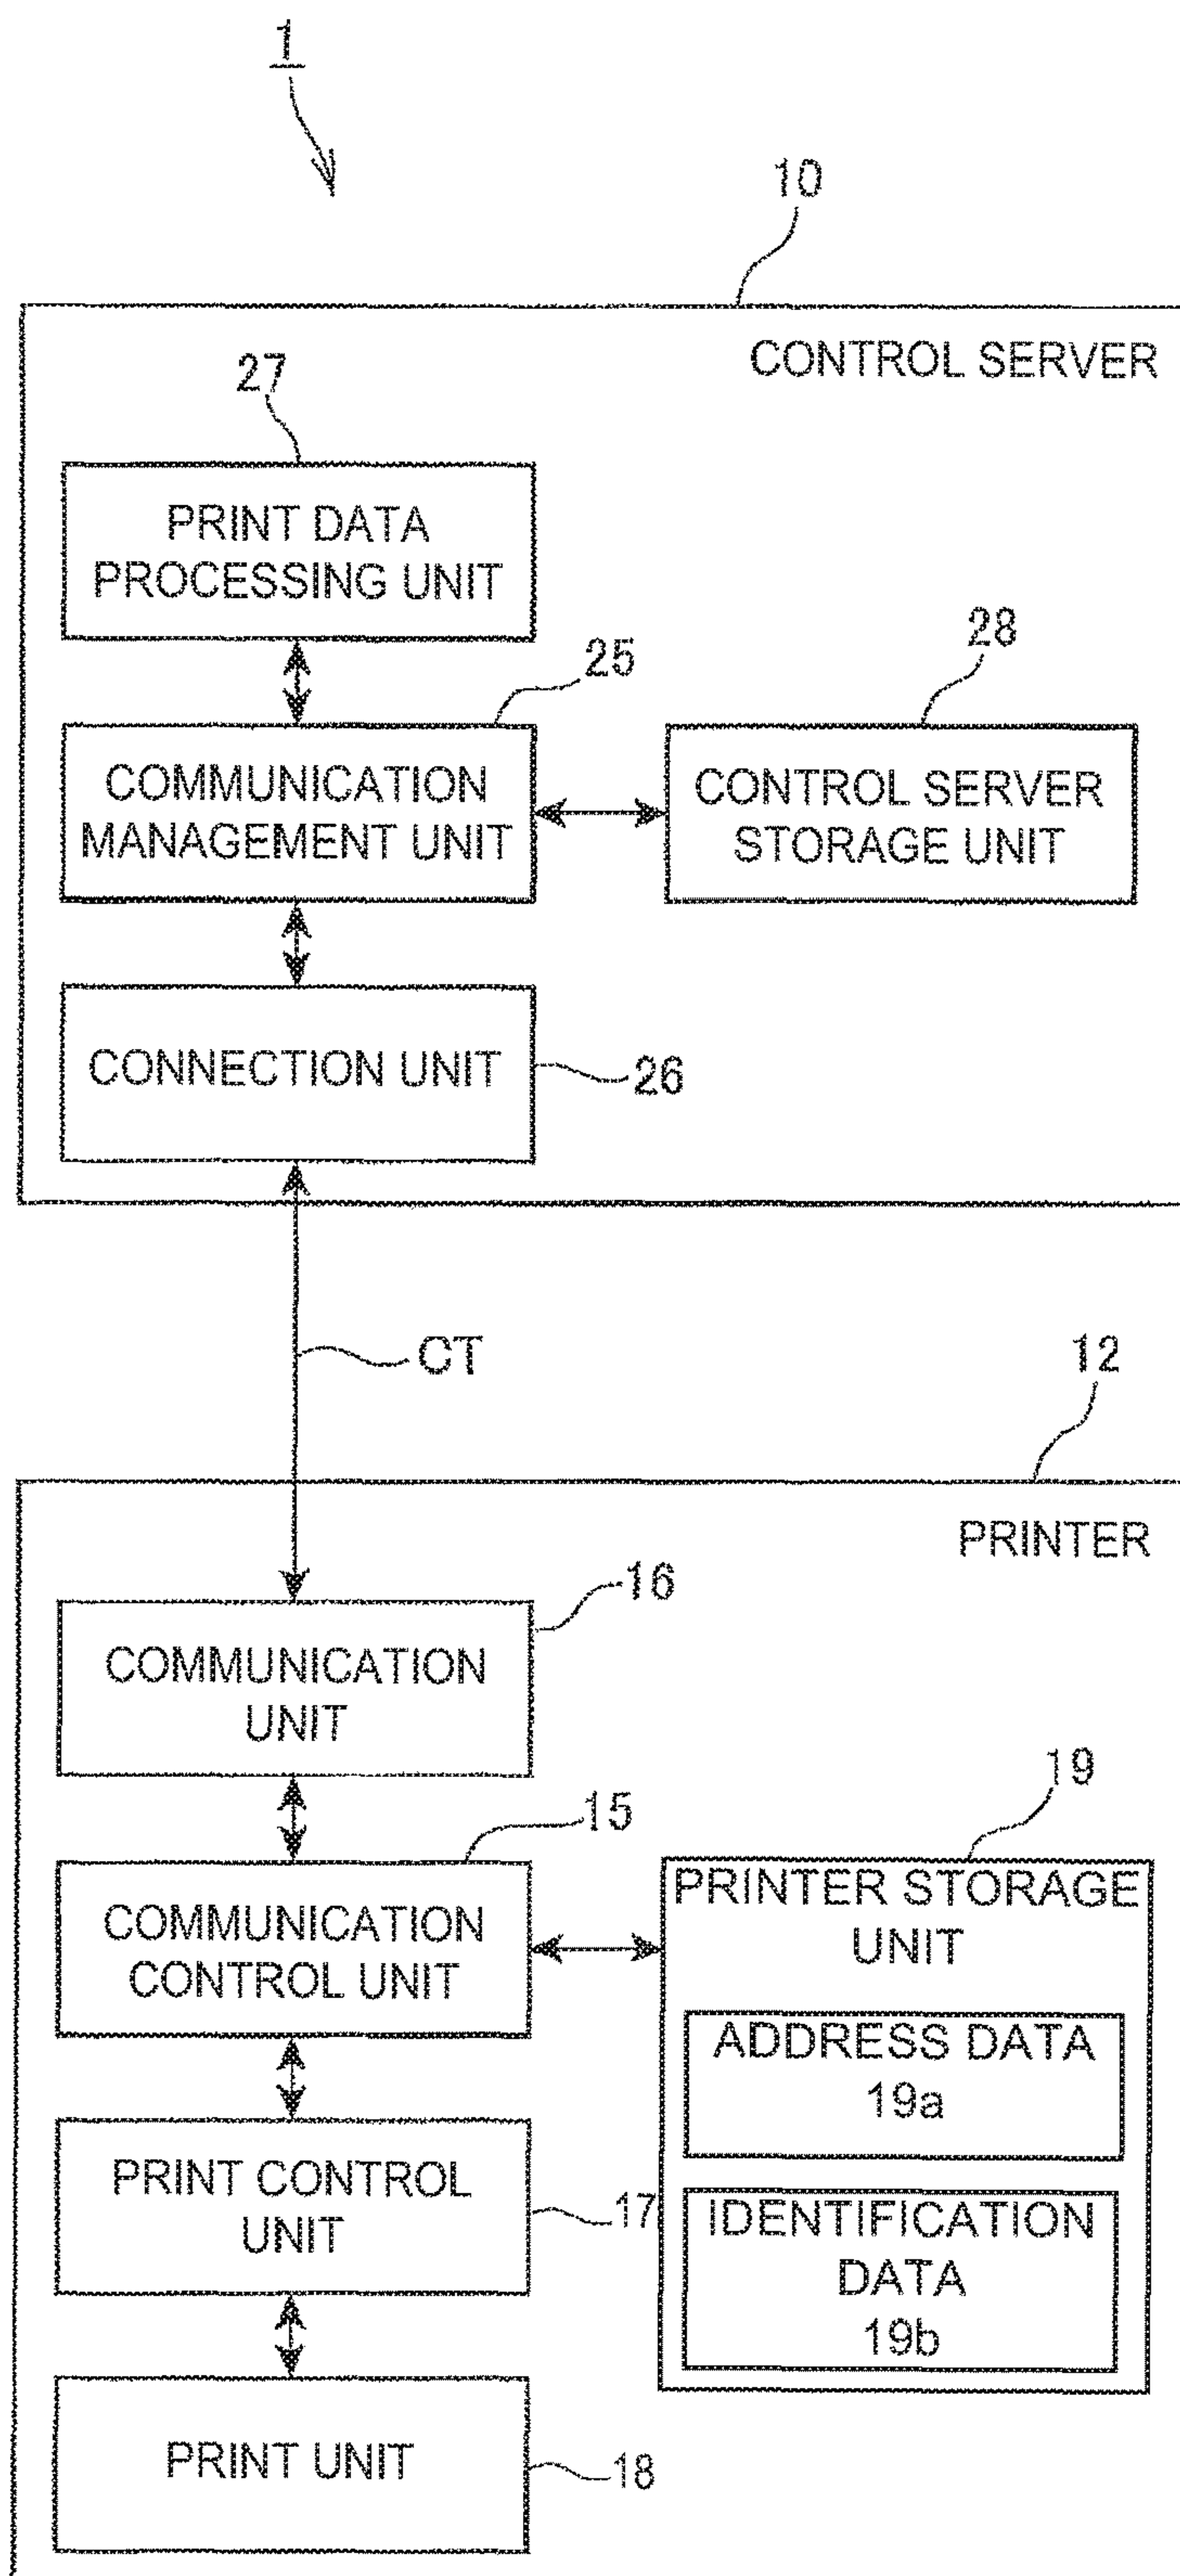 1
10
CONTROL SERVER
27
PRINT DATA
PROCESSING UNIT
25
28
COMMUNICATION
MANAGEMENT UNIT
CONTROL SERVER
STORAGE UNIT
CONNECTION UNIT
26
CT
12
PRINTER
16
COMMUNICATION
UNIT
15
19
COMMUNICATION
CONTROL UNIT
PRINTER STORAGE
UNIT
ADDRESS DATA
19a
PRINT CONTROL
UNIT
17
IDENTIFICATION
DATA
19b
PRINT UNIT
18